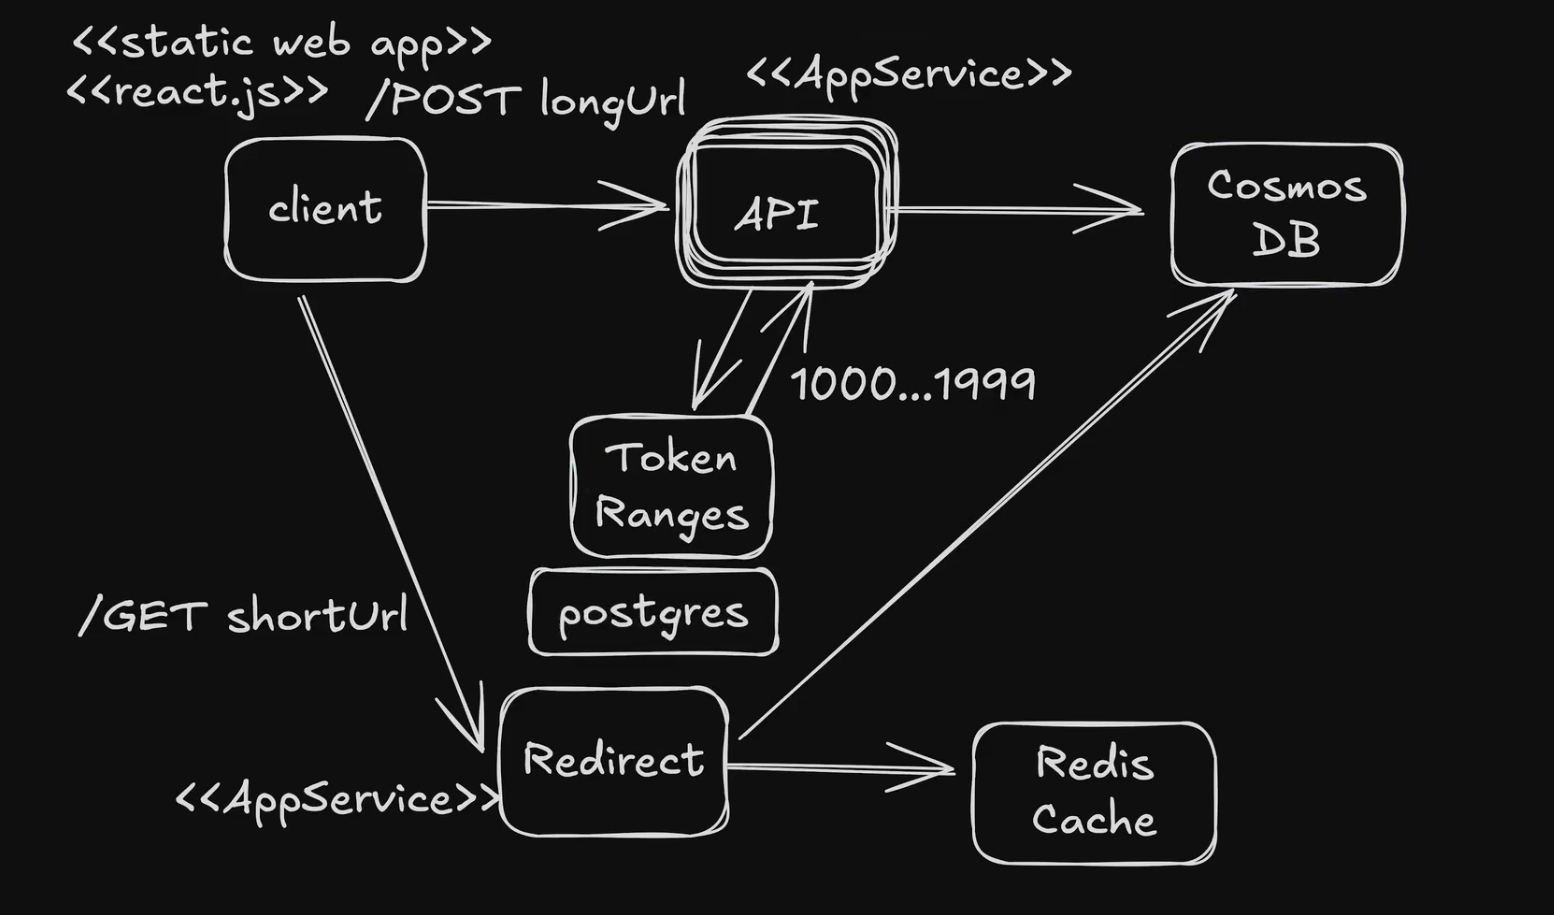 <<static web app>>
<<react.js>>
/POST longUrl
<<AppService>>
client
API
Cosmos
DB
1000...1999
Token
Ranges
postgres
/GET shortUrl
Redirect
<<AppService>>
Redis
Cache